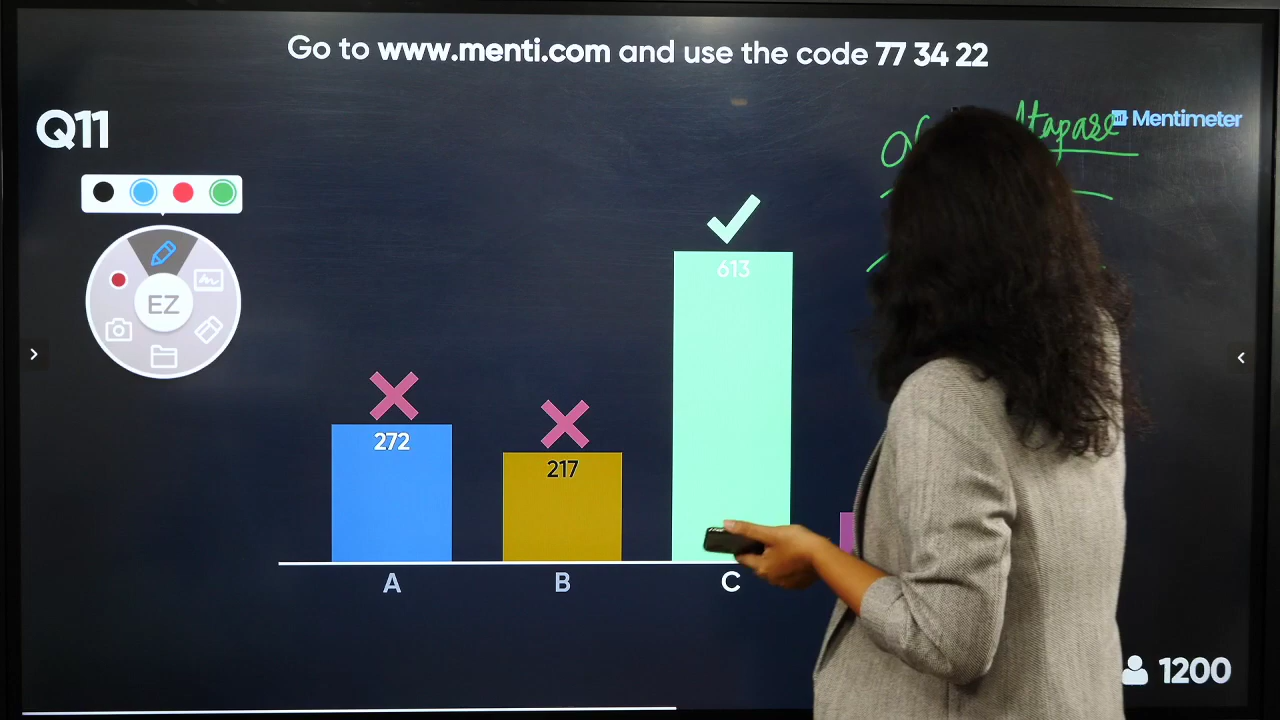 Go to www.menti.com and use the code 77 34 22
Q11
Mentimeter
EZ
613
272
217
A
B
C
1200